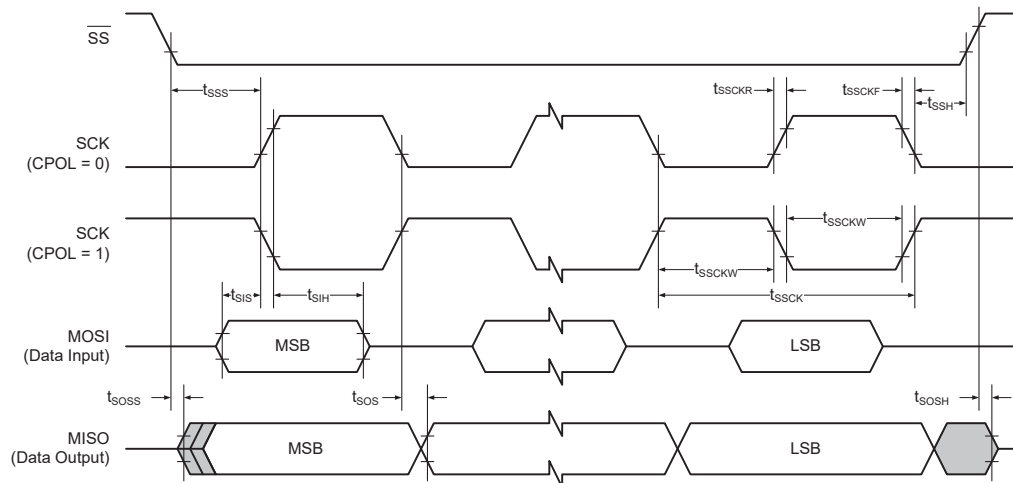 SS
tSSS
tSSCKR
tSSCKF
tSSH
SCK
(CPOL = 0)
SCK
(CPOL = 1)
tSSCKW
tSSCKW
tSSCK
tSIS
tSIH
MOSI
(Data Input)
MSB
LSB
tSOSS
tSOS
tSOSH
MISO
(Data Output)
MSB
LSB